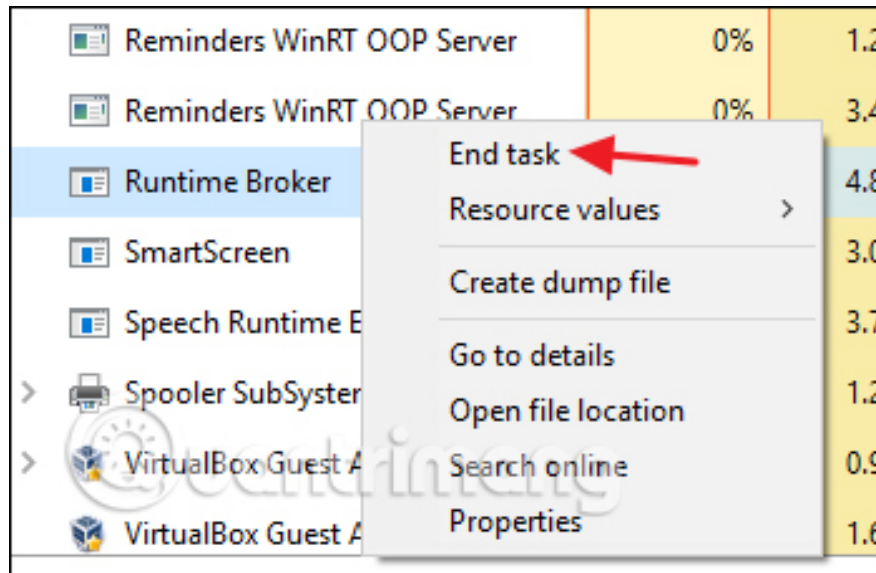 Reminders WinRT OOP Server 0% 1.2
Reminders WinRT OOP Server 0% 3.4
End task
Runtime Broker 4.8
Resource values
SmartScreen 3.0
Create dump file
Speech Runtime E 3.7
Go to details
Spooler SubSyster 1.2
Open file location
VirtualBox Guest A 0.9
Search online
Properties
VirtualBox Guest A 1.6
Quantrimang